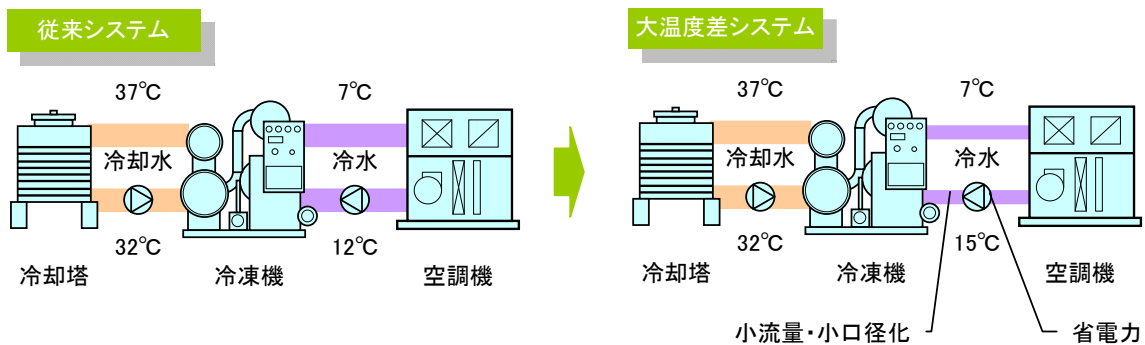 従来システム
37℃
7℃
冷却水
冷水
32℃
12℃
冷却塔
冷凍機
空調機
大温度差システム
37℃
7℃
冷却水
冷水
32℃
15℃
冷却塔
冷凍機
空調機
小流量・小口径化
省電力